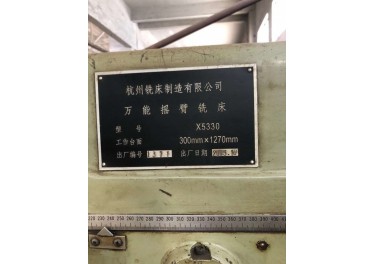 杭州铣床制造有限公司
万能摇臂铣床
型号 X5330
工作台面 300mm×1270mm
出厂编号 出厂日期